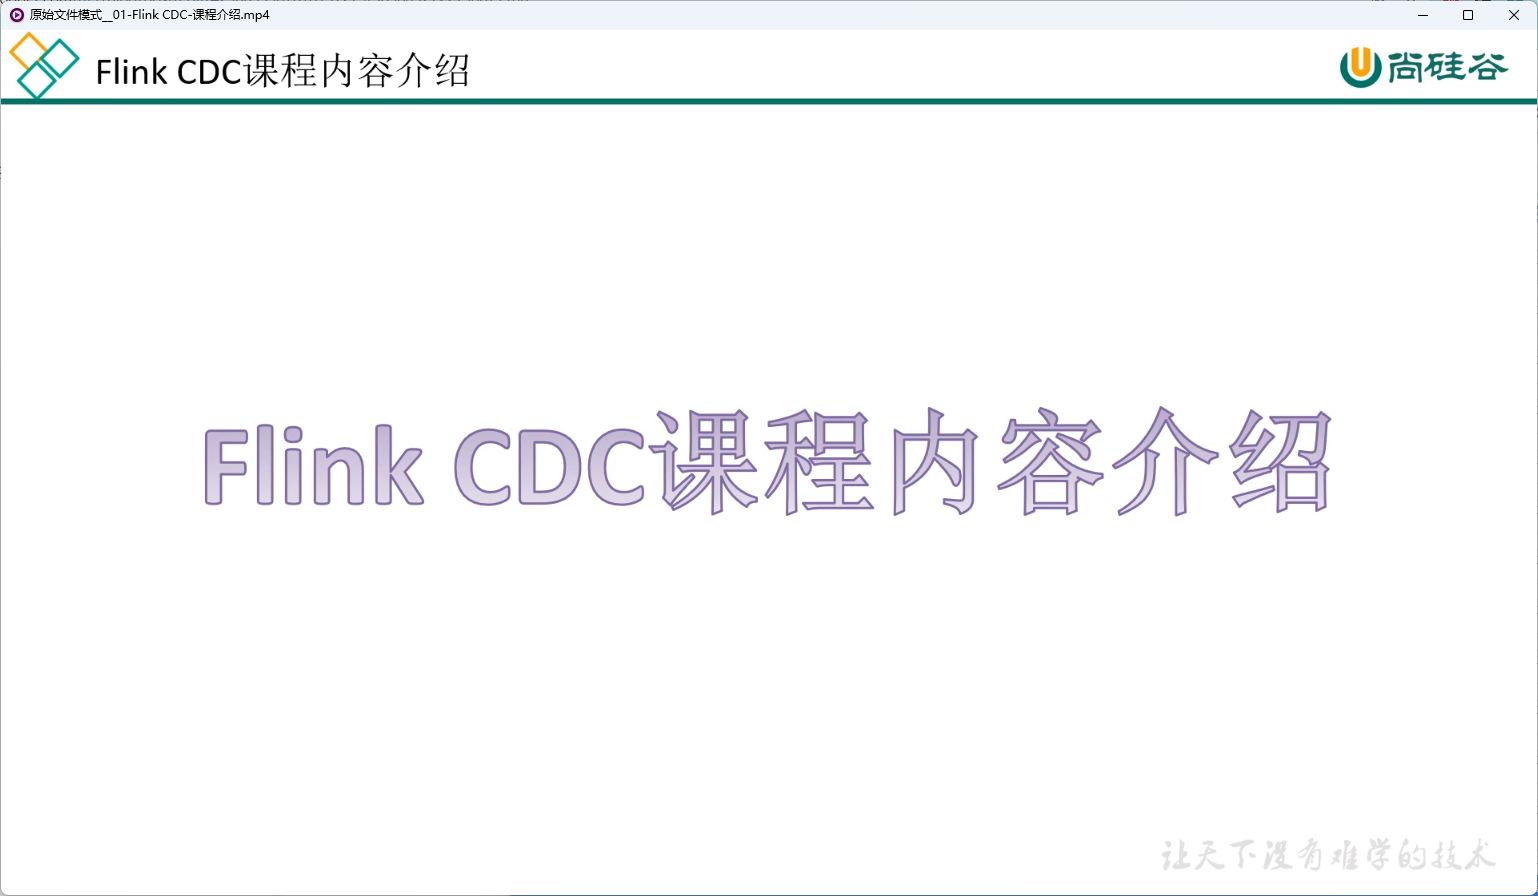 原始文件模式__01-Flink CDC-课程介绍.mp4
Flink CDC课程内容介绍
尚硅谷
Flink CDC课程内容介绍
让天下没有难学的技术